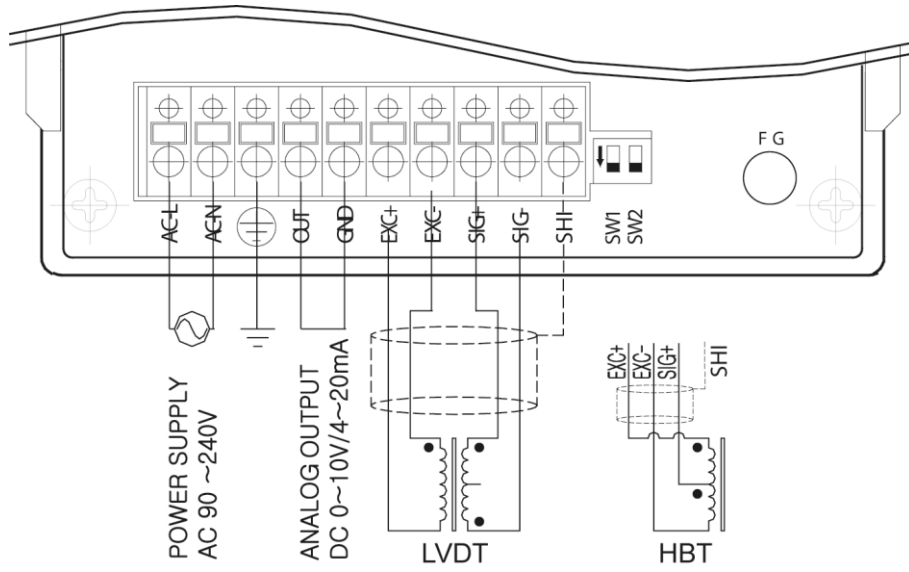 F G
AC-L
AC-N
OUT
GND
EXC+
EXC-
SIG+
SIG-
SHI
SW1
SW2
POWER SUPPLY
AC 90 ~240V
ANALOG OUTPUT
DC 0~10V/4~20mA
EXC+
EXC-
SIG+
SHI
LVDT
HBT